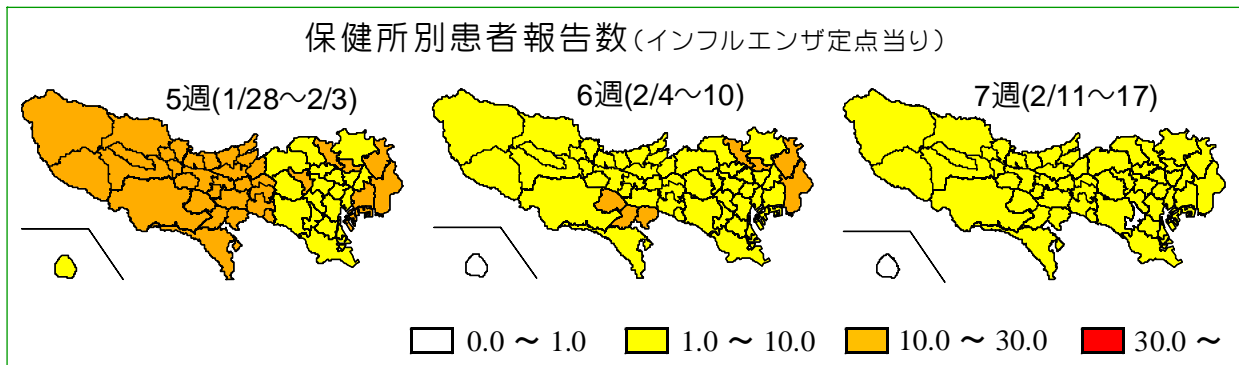 保健所別患者報告数(インフルエンザ定点当り)
5週(1/28～2/3)
6週(2/4～10)
7週(2/11～17)
0.0 ～ 1.0
1.0 ～ 10.0
10.0 ～ 30.0
30.0 ～